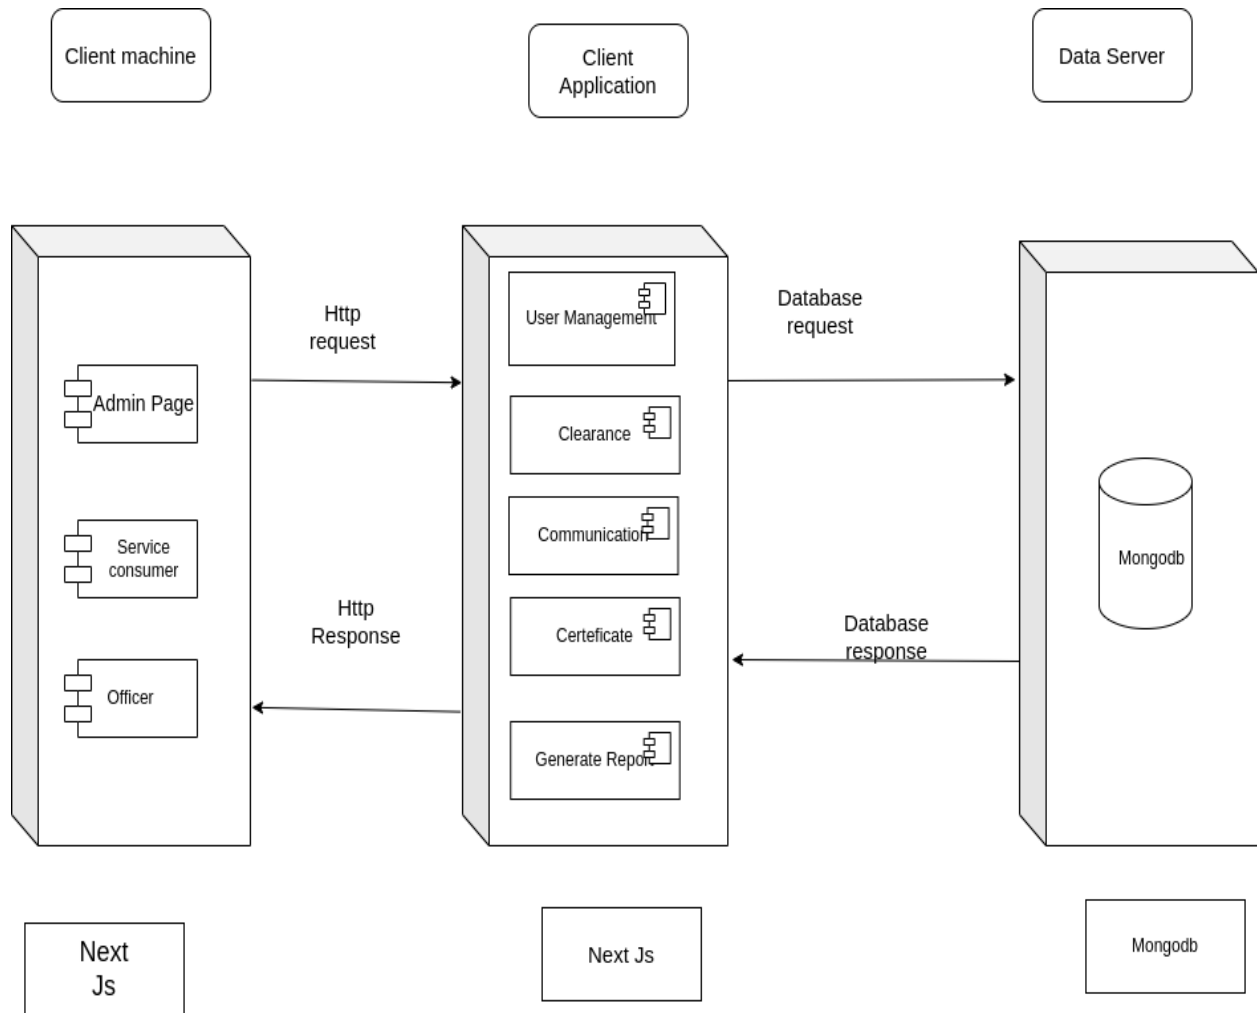 Client machine
Client
Application
Data Server
Http
request
Database
request
User Management
Admin Page
Clearance
Communication
Service
consumer
Mongodb
Http
Response
Certeficate
Database
response
Officer
Generate Report
Next
Js
Next Js
Mongodb